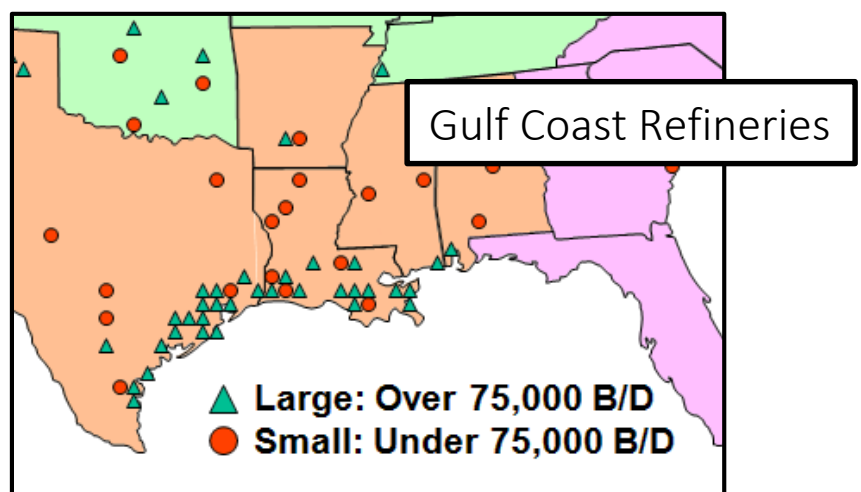 Gulf Coast Refineries
Large: Over 75,000 B/D
Small: Under 75,000 B/D